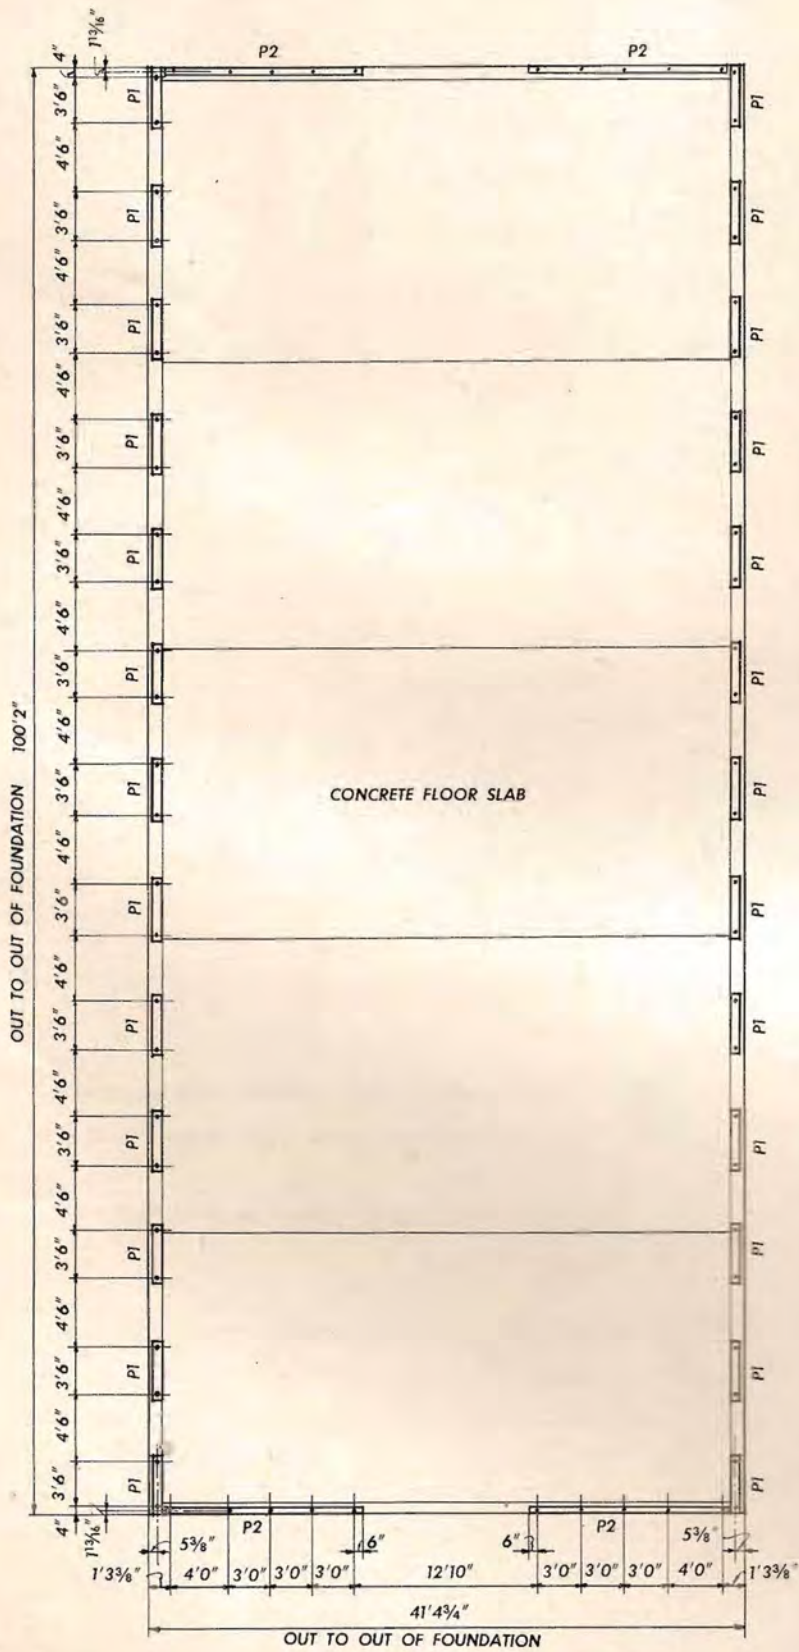 1 13/16"
4"
P2 P2
3'6" P1 P1
4'6"
3'6" P1 P1
4'6"
3'6" P1 P1
4'6"
3'6" P1 P1
4'6"
3'6" P1 P1
4'6"
3'6" P1 P1
4'6"
OUT TO OUT OF FOUNDATION 100'2"
3'6" P1 CONCRETE FLOOR SLAB P1
4'6"
3'6" P1 P1
4'6"
3'6" P1 P1
4'6"
3'6" P1 P1
4'6"
3'6" P1 P1
4'6"
3'6" P1 P1
4'6"
3'6" P1 P1
4"
1 13/16"
P2 P2
5 3/8" 6" 6" 5 3/8"
1'3 3/8" 4'0" 3'0" 3'0" 3'0" 12'10" 3'0" 3'0" 3'0" 4'0" 1'3 3/8"
41'4 3/4"
OUT TO OUT OF FOUNDATION